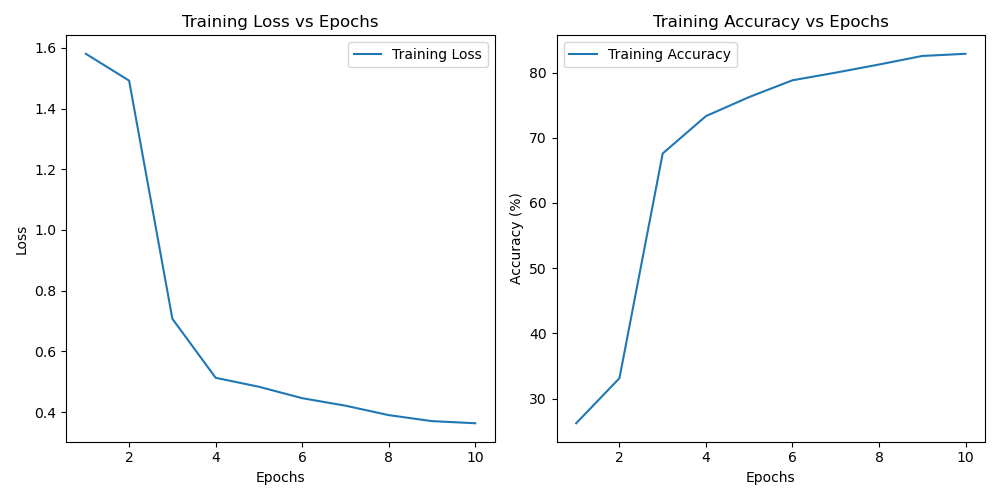 Training Loss vs Epochs
Training Loss
1.6
1.4
1.2
1.0
0.8
0.6
0.4
Loss
2 4 6 8 10
Epochs
Training Accuracy vs Epochs
Training Accuracy
80
70
60
50
40
30
Accuracy (%)
2 4 6 8 10
Epochs